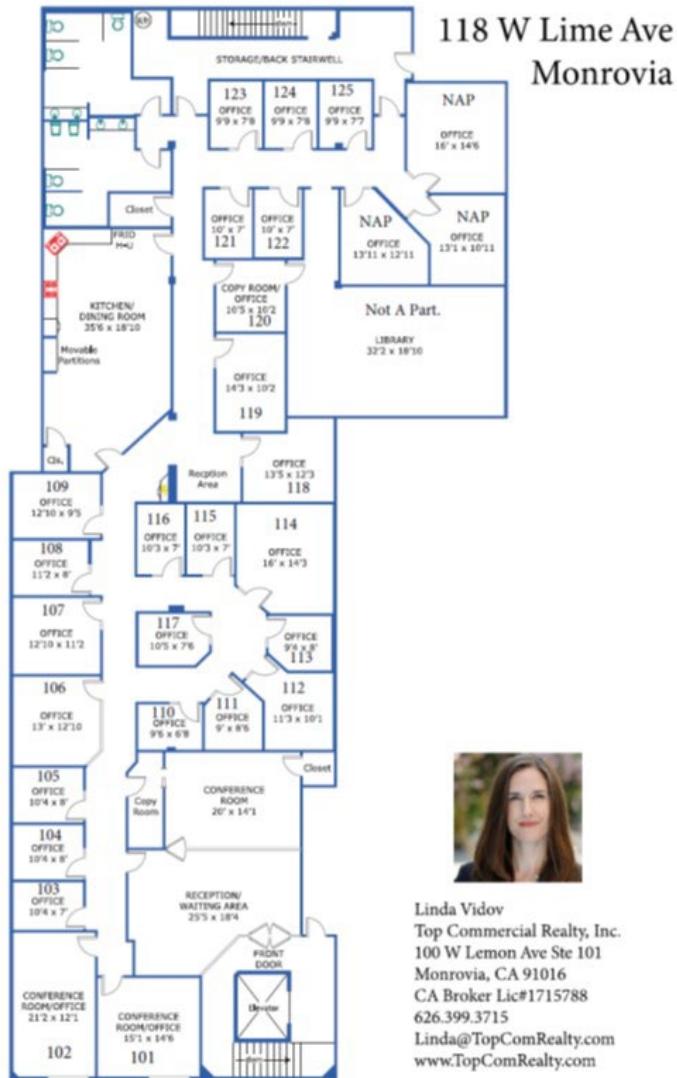 118 W Lime Ave
Monrovia
STORAGE/BACK STAIRWELL
123
OFFICE
9'9 x 7'8
124
OFFICE
9'9 x 7'8
125
OFFICE
9'9 x 7'7
NAP
OFFICE
16' x 14'6
Closet
OFFICE
10' x 7'
121
OFFICE
10' x 7'
122
NAP
OFFICE
13'11 x 12'11
NAP
OFFICE
13'1 x 10'11
KITCHEN/
DINING ROOM
35'6 x 18'10
Movable
Partitions
COPY ROOM/
OFFICE
10'5 x 10'2
120
Not A Part.
LIBRARY
32'2 x 18'10
OFFICE
14'3 x 10'2
119
Cls.
Recption
Area
OFFICE
13'5 x 12'3
118
109
OFFICE
12'10 x 9'5
116
OFFICE
10'3 x 7'
115
OFFICE
10'3 x 7'
114
OFFICE
16' x 14'3
108
OFFICE
11'2 x 8'
107
OFFICE
12'10 x 11'2
117
OFFICE
10'5 x 7'6
OFFICE
9'4 x 8'
113
106
OFFICE
13' x 12'10
110
OFFICE
9'6 x 6'8
111
OFFICE
9' x 8'6
112
OFFICE
11'3 x 10'1
105
OFFICE
10'4 x 8'
Copy
Room
CONFERENCE
ROOM
20' x 14'1
Closet
104
OFFICE
10'4 x 8'
103
OFFICE
10'4 x 7'
RECEPTION/
WAITING AREA
25'5 x 18'4
FRONT
DOOR
CONFERENCE
ROOM/OFFICE
21'2 x 12'1
102
CONFERENCE
ROOM/OFFICE
15'1 x 14'6
101
Elevator
Linda Vidov
Top Commercial Realty, Inc.
100 W Lemon Ave Ste 101
Monrovia, CA 91016
CA Broker Lic#1715788
626.399.3715
Linda@TopComRealty.com
www.TopComRealty.com